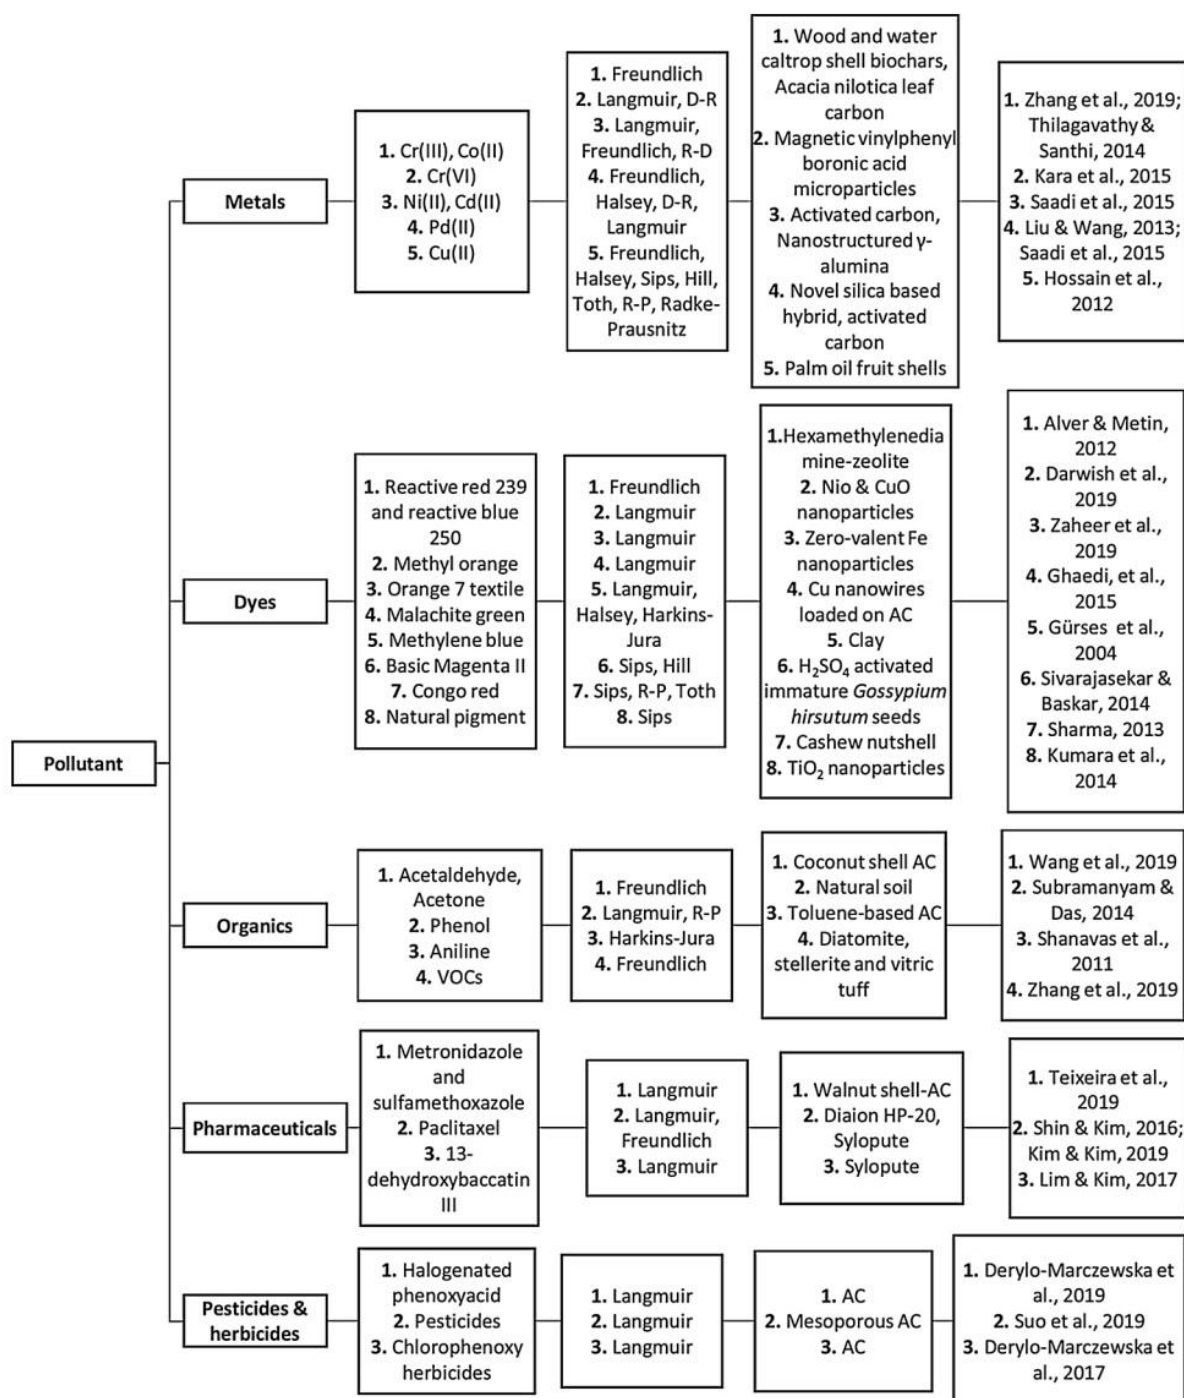 Pollutant
Metals
1. Cr(III), Co(II)
2. Cr(VI)
3. Ni(II), Cd(II)
4. Pd(II)
5. Cu(II)
1. Freundlich
2. Langmuir, D-R
3. Langmuir,
Freundlich, R-D
4. Freundlich,
Halsey, D-R,
Langmuir
5. Freundlich,
Halsey, Sips, Hill,
Toth, R-P, Radke-
Prausnitz
1. Wood and water
caltrop shell biochars,
Acacia nilotica leaf
carbon
2. Magnetic vinylphenyl
boronic acid
microparticles
3. Activated carbon,
Nanostructured γ-
alumina
4. Novel silica based
hybrid, activated
carbon
5. Palm oil fruit shells
1. Zhang et al., 2019;
Thilagavathy &
Santhi, 2014
2. Kara et al., 2015
3. Saadi et al., 2015
4. Liu & Wang, 2013;
Saadi et al., 2015
5. Hossain et al.,
2012
Dyes
1. Reactive red 239
and reactive blue
250
2. Methyl orange
3. Orange 7 textile
4. Malachite green
5. Methylene blue
6. Basic Magenta II
7. Congo red
8. Natural pigment
1. Freundlich
2. Langmuir
3. Langmuir
4. Langmuir
5. Langmuir,
Halsey, Harkins-
Jura
6. Sips, Hill
7. Sips, R-P, Toth
8. Sips
1.Hexamethylenedia
mine-zeolite
2. Nio & CuO
nanoparticles
3. Zero-valent Fe
nanoparticles
4. Cu nanowires
loaded on AC
5. Clay
6. H₂SO₄ activated
immature Gossypium
hirsutum seeds
7. Cashew nutshell
8. TiO₂ nanoparticles
1. Alver & Metin,
2012
2. Darwish et al.,
2019
3. Zaheer et al.,
2019
4. Ghaedi, et al.,
2015
5. Gürses et al.,
2004
6. Sivarajasekar &
Baskar, 2014
7. Sharma, 2013
8. Kumara et al.,
2014
Organics
1. Acetaldehyde,
Acetone
2. Phenol
3. Aniline
4. VOCs
1. Freundlich
2. Langmuir, R-P
3. Harkins-Jura
4. Freundlich
1. Coconut shell AC
2. Natural soil
3. Toluene-based AC
4. Diatomite,
stellerite and vitric
tuff
1. Wang et al., 2019
2. Subramanyam &
Das, 2014
3. Shanavas et al.,
2011
4. Zhang et al., 2019
Pharmaceuticals
1. Metronidazole
and
sulfamethoxazole
2. Paclitaxel
3. 13-
dehydroxybaccatin
III
1. Langmuir
2. Langmuir,
Freundlich
3. Langmuir
1. Walnut shell-AC
2. Diaion HP-20,
Sylopute
3. Sylopute
1. Teixeira et al.,
2019
2. Shin & Kim, 2016;
Kim & Kim, 2019
3. Lim & Kim, 2017
Pesticides &
herbicides
1. Halogenated
phenoxyacid
2. Pesticides
3. Chlorophenoxy
herbicides
1. Langmuir
2. Langmuir
3. Langmuir
1. AC
2. Mesoporous AC
3. AC
1. Derylo-Marczewska et
al., 2019
2. Suo et al., 2019
3. Derylo-Marczewska et
al., 2017